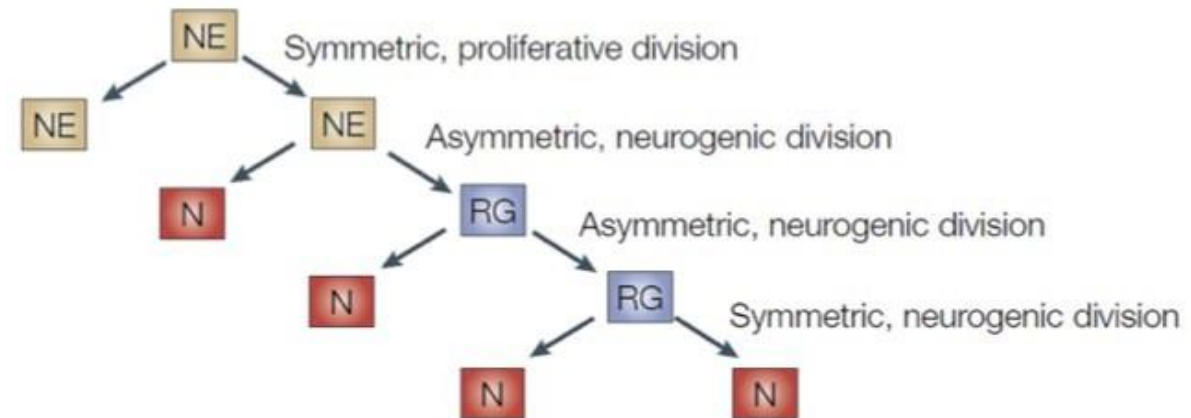 NE
Symmetric, proliferative division
NE
NE
Asymmetric, neurogenic division
N
RG
Asymmetric, neurogenic division
N
RG
Symmetric, neurogenic division
N
N